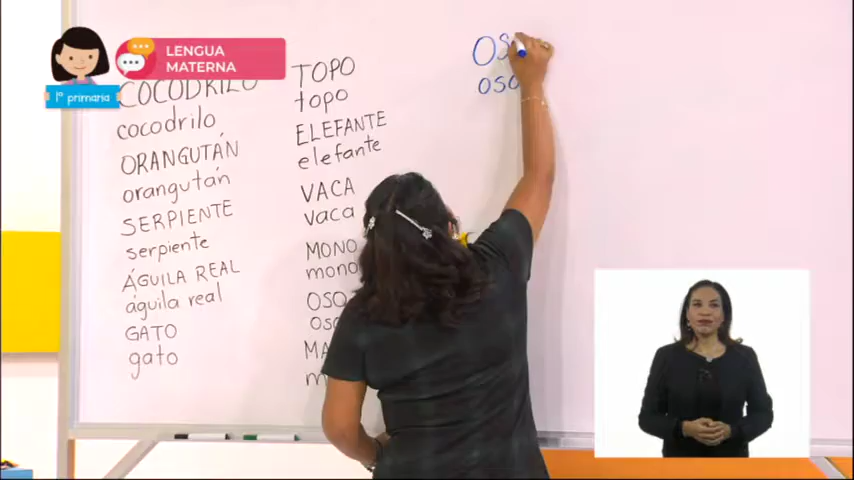 LENGUA
MATERNA
1° primaria
COCODRILO
cocodrilo
ORANGUTÁN
orangután
SERPIENTE
serpiente
ÁGUILA REAL
águila real
GATO
gato
TOPO
topo
ELEFANTE
elefante
VACA
vaca
MONO
mono
OSO
oso